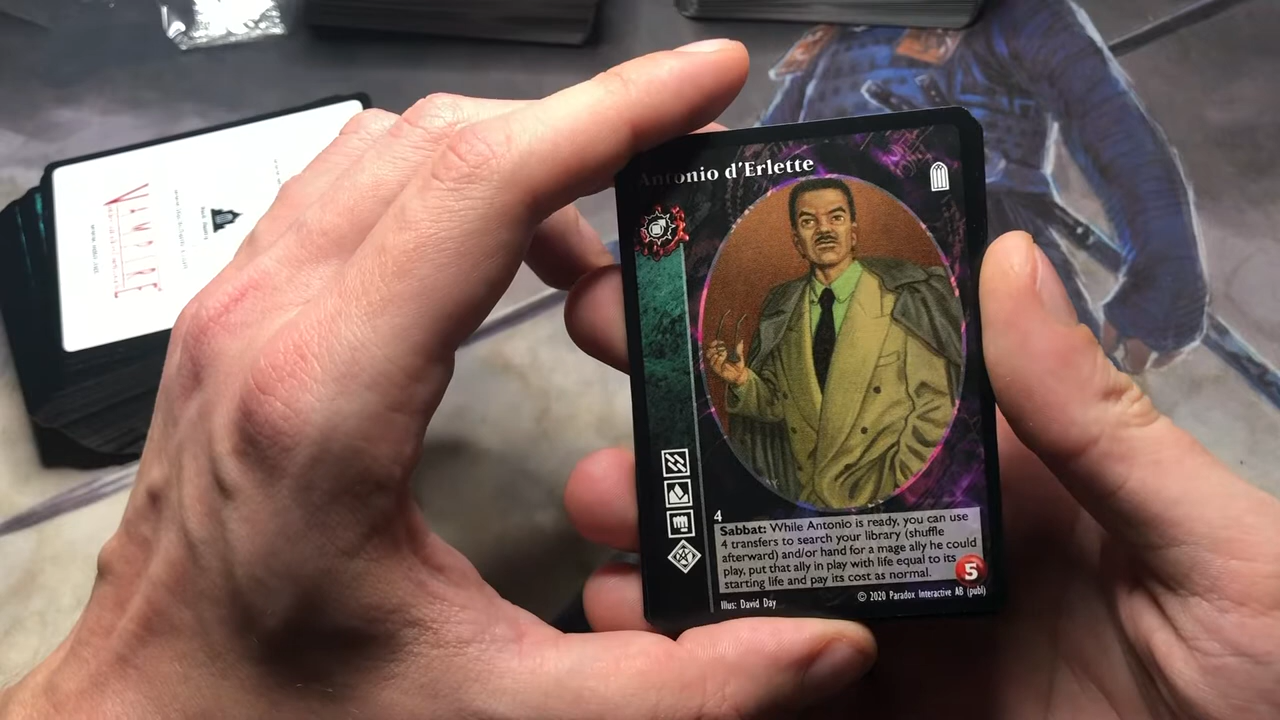 Antonio d'Erlette
4
Sabbat: While Antonio is ready, you can use
4 transfers to search your library (shuffle
afterward) and/or hand for a mage ally he could
play, put that ally in play with life equal to its
starting life and pay its cost as normal.
5
Illus: David Day
© 2020 Paradox Interactive AB (publ)
VAMPIRE